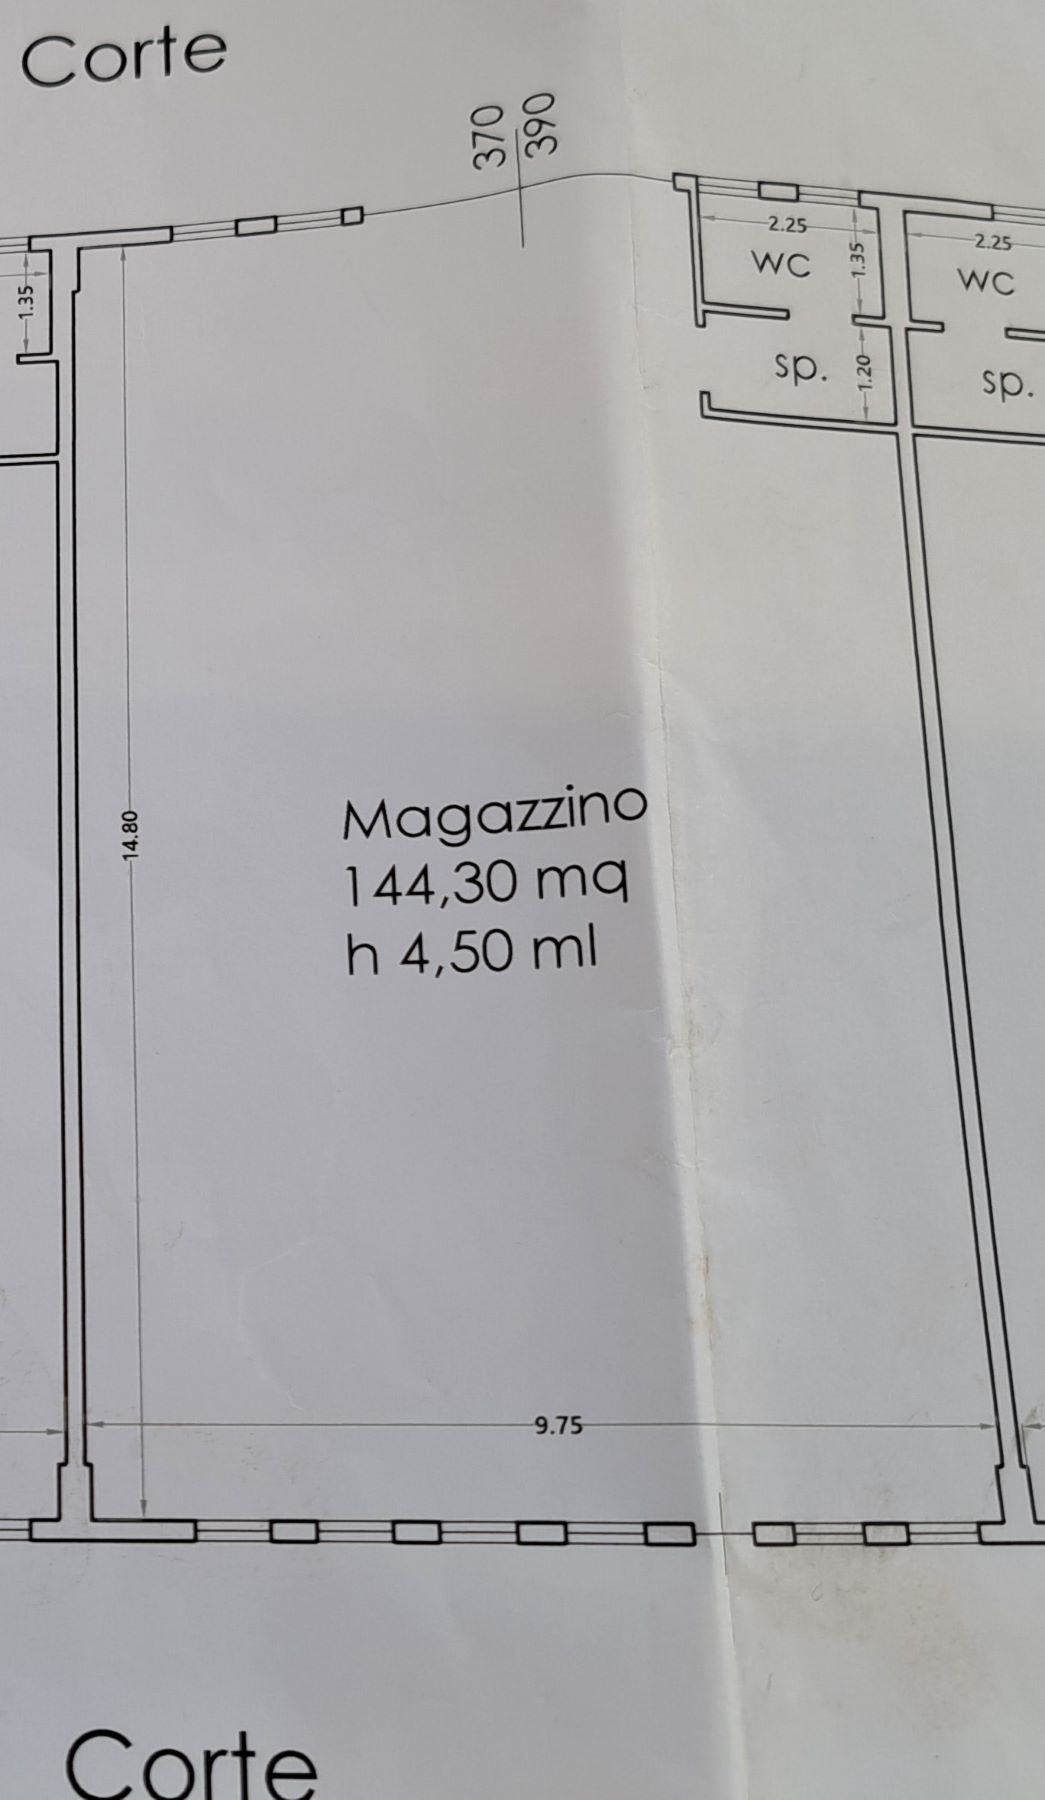 Corte
370
390
2.25
2.25
WC
1.35
WC
1.35
sp.
1.20
sp.
Magazzino
144,30 mq
h 4,50 ml
14.80
9.75
Corte